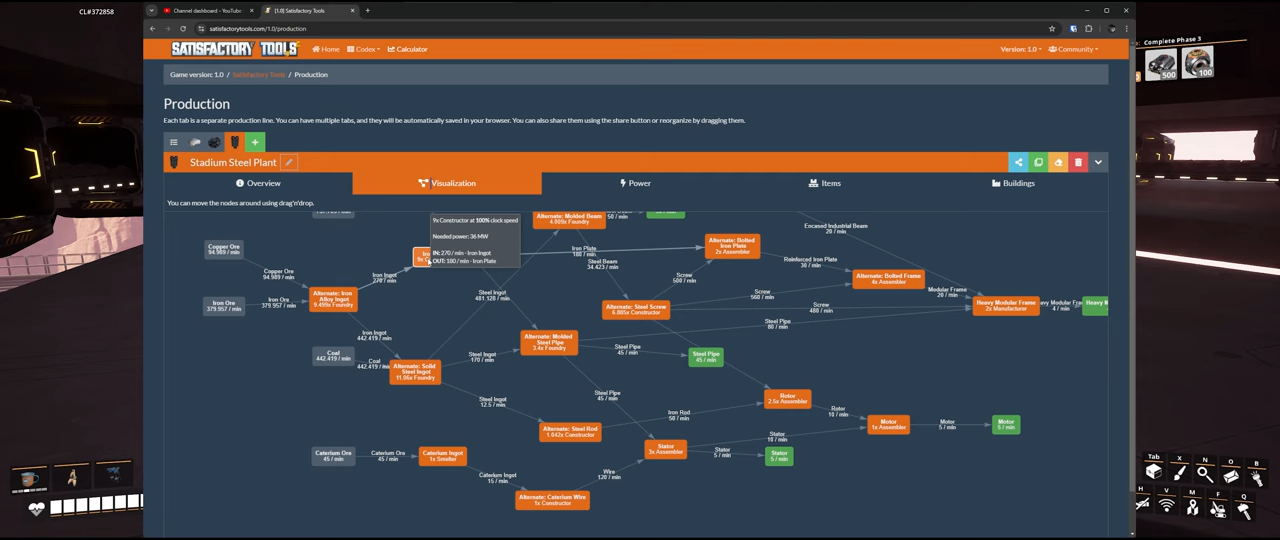 CL#372858
Channel dashboard - YouTube
[1.0] Satisfactory Tools
satisfactorytools.com/1.0/production
SATISFACTORY TOOLS
Home
Codex
Calculator
Version: 1.0
Community
Complete Phase 3
500
100
Game version: 1.0 / Satisfactory Tools / Production
Production
Each tab is a separate production line. You can have multiple tabs, and they will be automatically saved in your browser. You can also share them using the share button or reorganize by dragging them.
Stadium Steel Plant
Overview
Visualization
Power
Items
Buildings
You can move the nodes around using drag'n'drop.
9x Constructor at 100% clock speed
Needed power: 36 MW
IN: 270 / min - Iron Ingot
OUT: 180 / min - Iron Plate
Alternate: Molded Beam
4.009x Foundry
50 / min
Encased Industrial Beam
20 / min
Copper Ore
94.989 / min
Copper Ore
94.989 / min
Iron Ingot
270 / min
Iron Plate
180 / min
Steel Beam
34.423 / min
Alternate: Bolted Iron Plate
2x Assembler
Reinforced Iron Plate
30 / min
Alternate: Bolted Frame
4x Assembler
Modular Frame
20 / min
Iron Ore
379.957 / min
Iron Ore
379.957 / min
Alternate: Iron Alloy Ingot
9.499x Foundry
Steel Ingot
481.128 / min
Screw
500 / min
Screw
560 / min
Screw
480 / min
Alternate: Steel Screw
6.885x Constructor
Heavy Modular Frame
2x Manufacturer
4 / min
Heavy M
Iron Ingot
442.419 / min
Steel Pipe
80 / min
Coal
442.419 / min
Coal
442.419 / min
Alternate: Solid Steel Ingot
11.06x Foundry
Steel Ingot
170 / min
Alternate: Molded Steel Pipe
3.4x Foundry
Steel Pipe
45 / min
Steel Pipe
45 / min
Steel Pipe
45 / min
Steel Ingot
12.5 / min
Alternate: Steel Rod
1.042x Constructor
Iron Rod
50 / min
Rotor
2.5x Assembler
Rotor
10 / min
Motor
1x Assembler
Motor
5 / min
Motor
5 / min
Stator
3x Assembler
Stator
10 / min
Stator
5 / min
Stator
5 / min
Caterium Ore
45 / min
Caterium Ore
45 / min
Caterium Ingot
1x Smelter
Caterium Ingot
15 / min
Alternate: Caterium Wire
1x Constructor
Wire
120 / min
Tab
X
N
O
B
H
V
M
F
Q